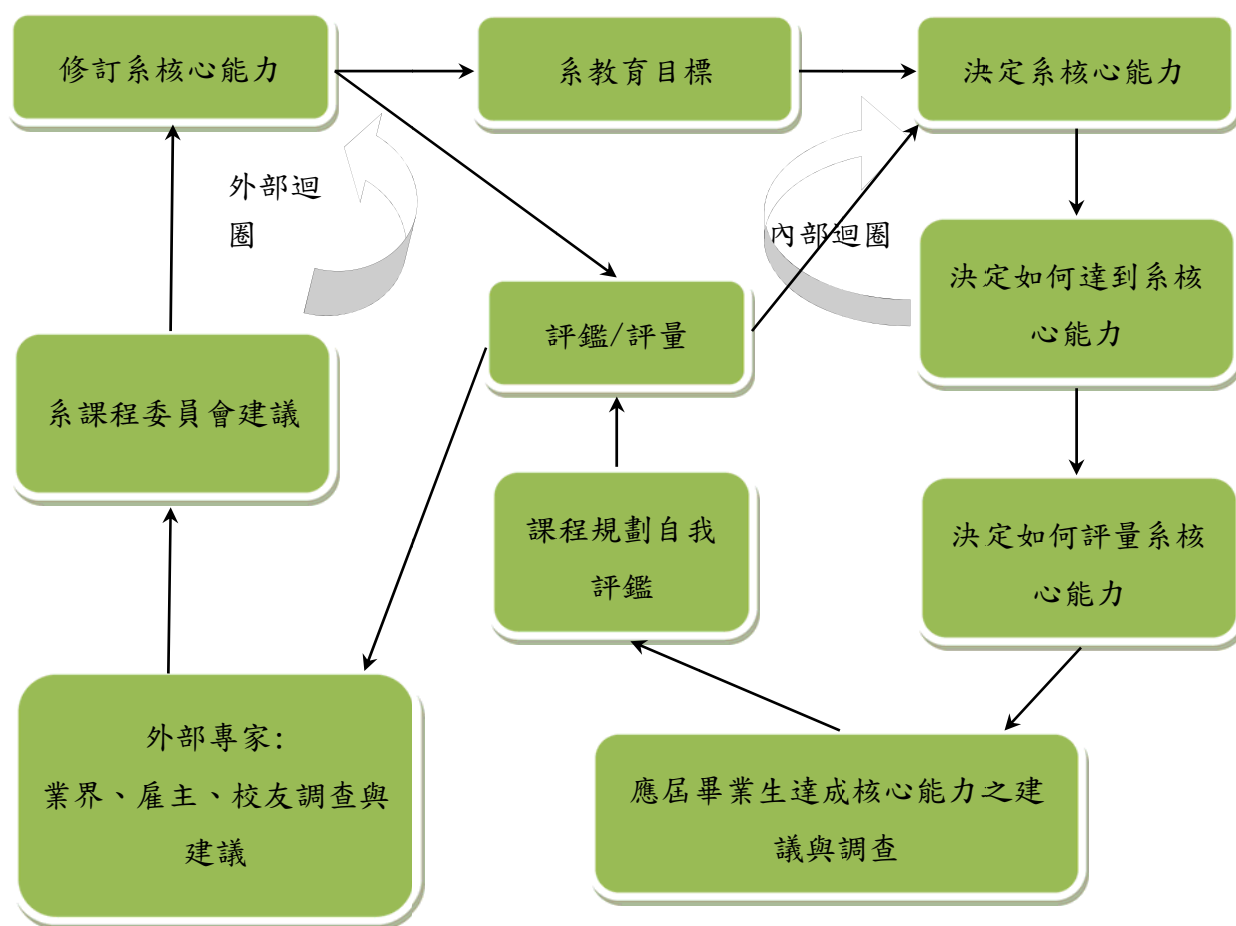 修訂系核心能力
系教育目標
決定系核心能力
外部迴
圈
內部迴圈
決定如何達到系核
心能力
評鑑/評量
系課程委員會建議
課程規劃自我
評鑑
決定如何評量系核
心能力
外部專家:
業界、雇主、校友調查與
建議
應屆畢業生達成核心能力之建
議與調查